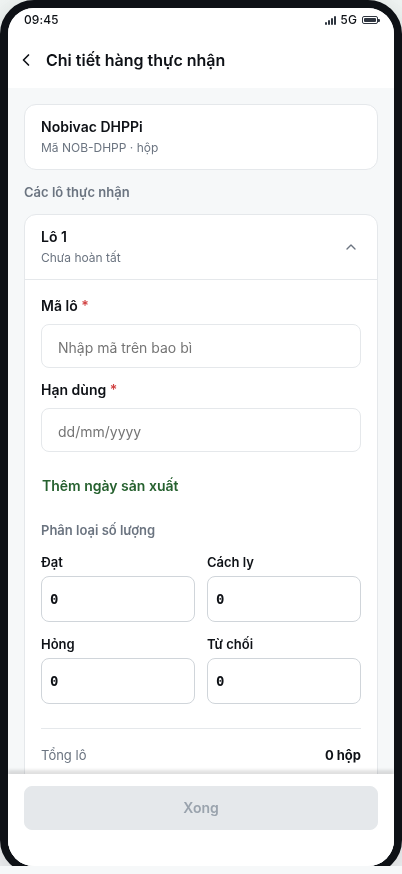 09:45 5G
Chi tiết hàng thực nhận
Nobivac DHPPi
Mã NOB-DHPP · hộp
Các lô thực nhận
Lô 1
Chưa hoàn tất
Mã lô *
Nhập mã trên bao bì
Hạn dùng *
dd/mm/yyyy
Thêm ngày sản xuất
Phân loại số lượng
Đạt Cách ly
0 0
Hỏng Từ chối
0 0
Tổng lô 0 hộp
Xong